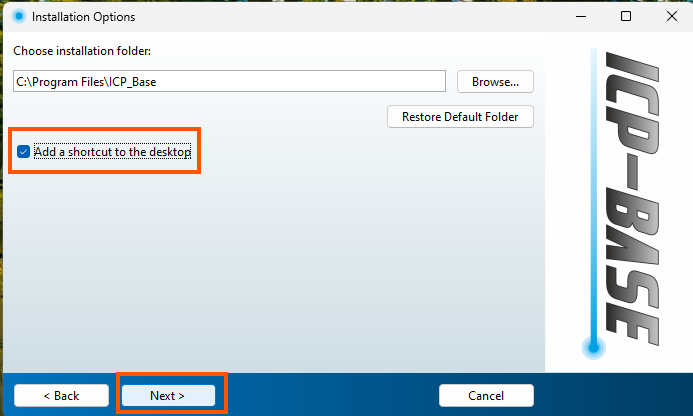 Installation Options
Choose installation folder:
C:\Program Files\ICP_Base
Browse...
Restore Default Folder
Add a shortcut to the desktop
ICP-BASE
< Back
Next >
Cancel